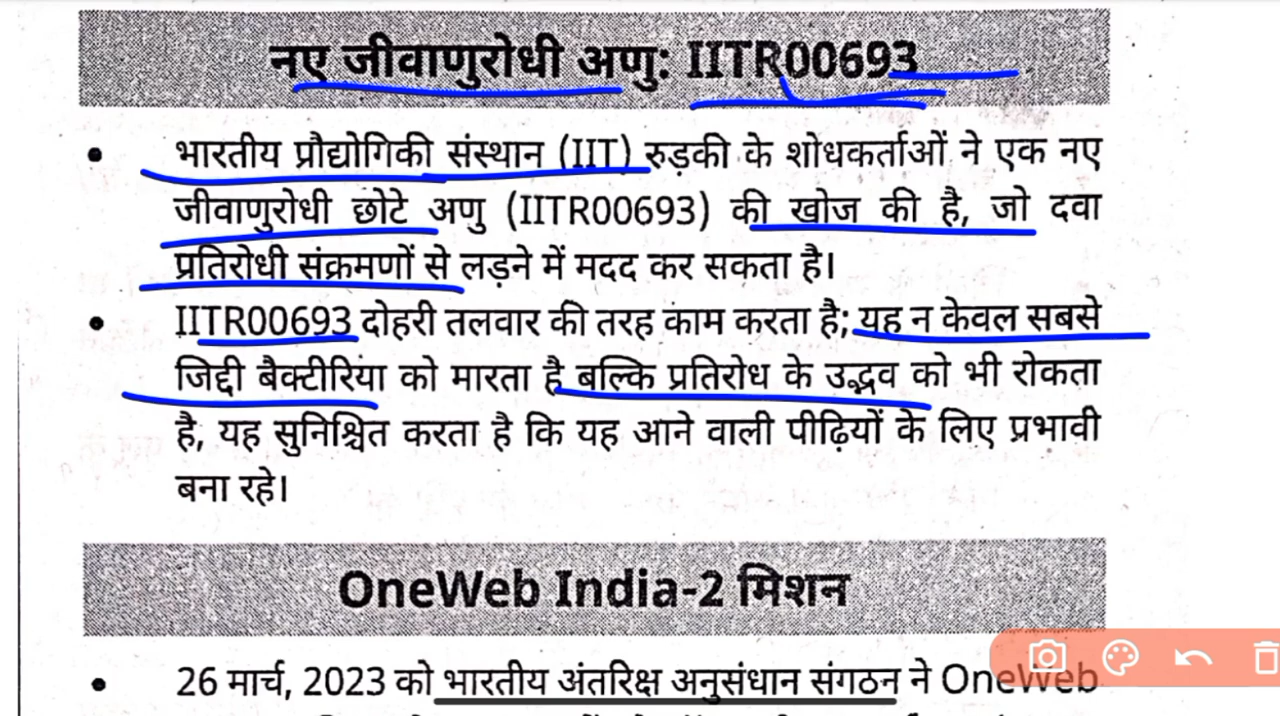 नए जीवाणुरोधी अणु: IITR00693
• भारतीय प्रौद्योगिकी संस्थान (IIT) रुड़की के शोधकर्ताओं ने एक नए
जीवाणुरोधी छोटे अणु (IITR00693) की खोज की है, जो दवा
प्रतिरोधी संक्रमणों से लड़ने में मदद कर सकता है।
• IITR00693 दोहरी तलवार की तरह काम करता है; यह न केवल सबसे
जिद्दी बैक्टीरिया को मारता है बल्कि प्रतिरोध के उद्भव को भी रोकता
है, यह सुनिश्चित करता है कि यह आने वाली पीढ़ियों के लिए प्रभावी
बना रहे।
OneWeb India-2 मिशन
• 26 मार्च, 2023 को भारतीय अंतरिक्ष अनुसंधान संगठन ने OneWeb